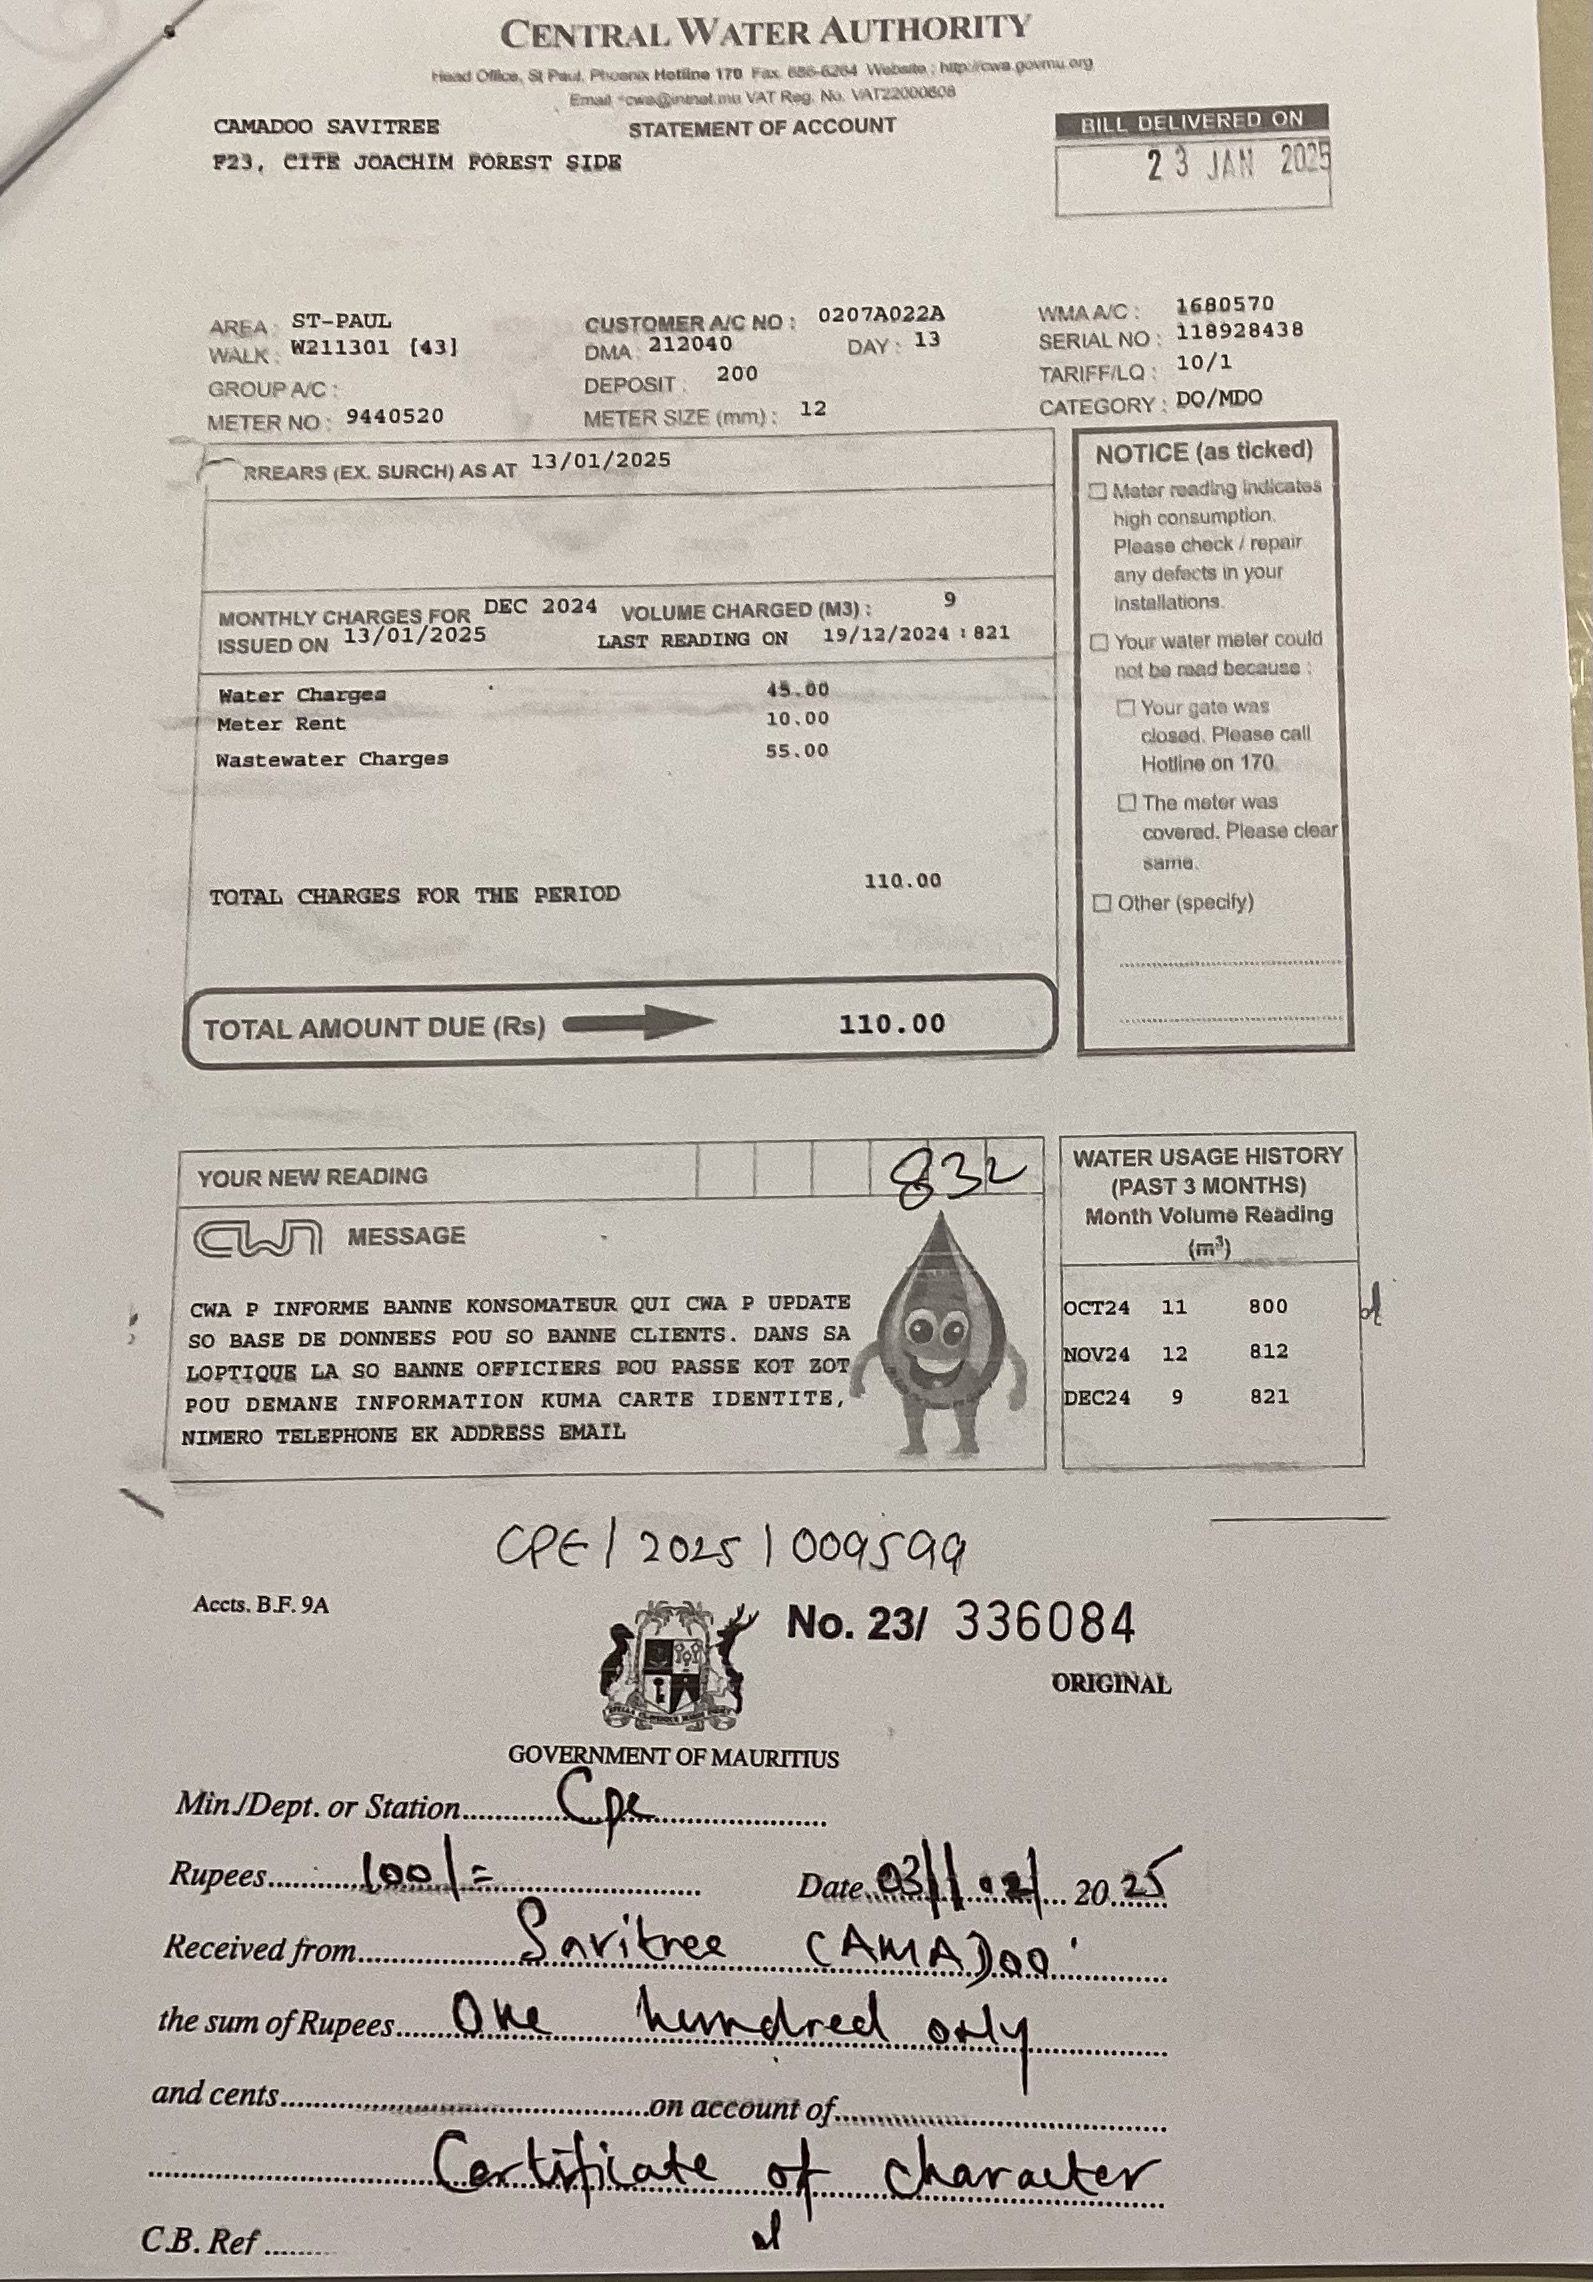 CENTRAL WATER AUTHORITY
Head Office, St Paul, Phoenix Hotline 170 Fax. 686-6264 Website : http://cwa.govmu.org
Email cwa@intnet.mu VAT Reg. No. VAT22000608
CAMADOO SAVITREE
STATEMENT OF ACCOUNT
BILL DELIVERED ON
F23, CITE JOACHIM FOREST SIDE
23 JAN 2025
AREA : ST-PAUL
CUSTOMER A/C NO : 0207A022A
WMA A/C : 1680570
WALK : W211301 [43]
DMA : 212040 DAY : 13
SERIAL NO : 118928438
GROUP A/C :
DEPOSIT : 200
TARIFF/LQ : 10/1
METER NO : 9440520
METER SIZE (mm) : 12
CATEGORY : DO/MDO
RREARS (EX. SURCH) AS AT 13/01/2025
MONTHLY CHARGES FOR DEC 2024 VOLUME CHARGED (M3) : 9
ISSUED ON 13/01/2025 LAST READING ON 19/12/2024 : 821
Water Charges 45.00
Meter Rent 10.00
Wastewater Charges 55.00
TOTAL CHARGES FOR THE PERIOD 110.00
TOTAL AMOUNT DUE (Rs) 110.00
NOTICE (as ticked)
Meter reading indicates
high consumption.
Please check / repair
any defects in your
installations.
Your water meter could
not be read because :
Your gate was
closed. Please call
Hotline on 170.
The meter was
covered. Please clear
same.
Other (specify)
YOUR NEW READING 832
CWA MESSAGE
CWA P INFORME BANNE KONSOMATEUR QUI CWA P UPDATE
SO BASE DE DONNEES POU SO BANNE CLIENTS. DANS SA
LOPTIQUE LA SO BANNE OFFICIERS POU PASSE KOT ZOT
POU DEMANE INFORMATION KUMA CARTE IDENTITE,
NIMERO TELEPHONE EK ADDRESS EMAIL
WATER USAGE HISTORY
(PAST 3 MONTHS)
Month Volume Reading
(m³)
OCT24 11 800
NOV24 12 812
DEC24 9 821
CPE/2025/009599
Accts. B.F. 9A
No. 23/ 336084
ORIGINAL
GOVERNMENT OF MAURITIUS
Min./Dept. or Station Cpe
Rupees 100/=
Date 03/02/2025
Received from Savitree CAMADOO
the sum of Rupees One hundred only
and cents on account of
Certificate of character
C.B. Ref